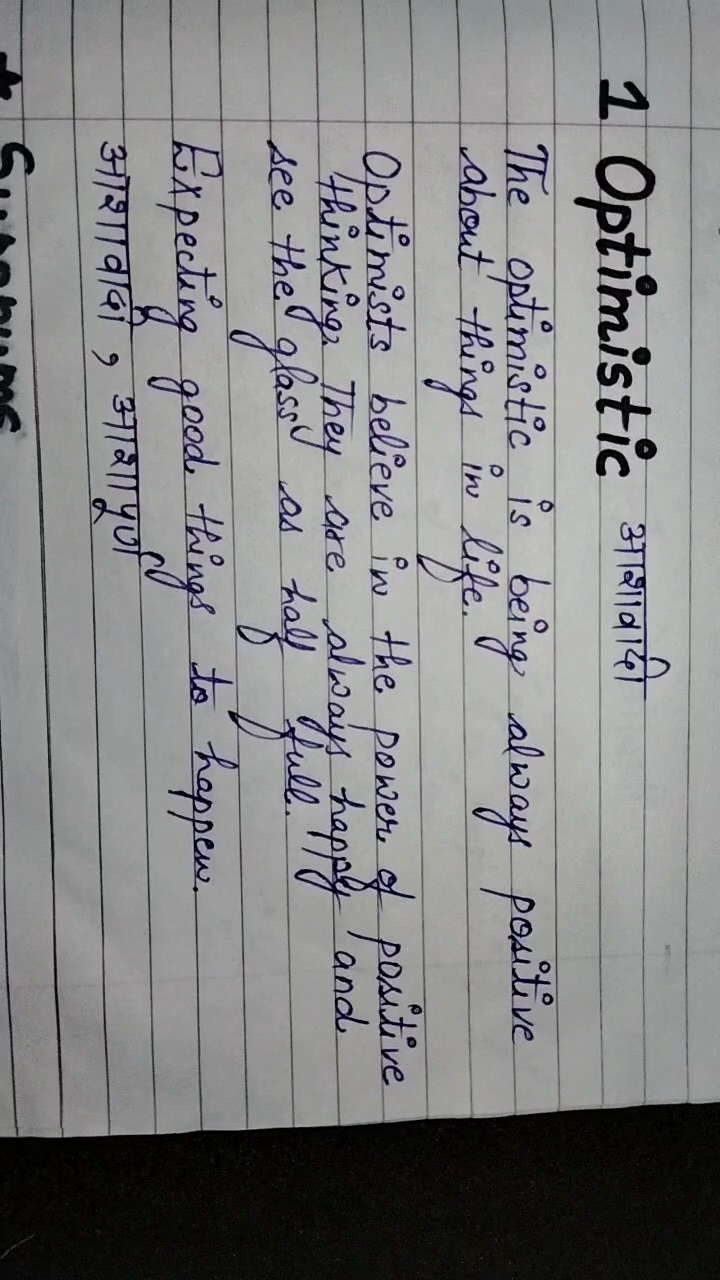 1 Optimistic आशावादी
The optimistic is being always positive
about things in life.
Optimists believe in the power of positive
thinking. They are always happy and
see the glass as half full.
Expecting good things to happen.
आशावादी, आशापूर्ण